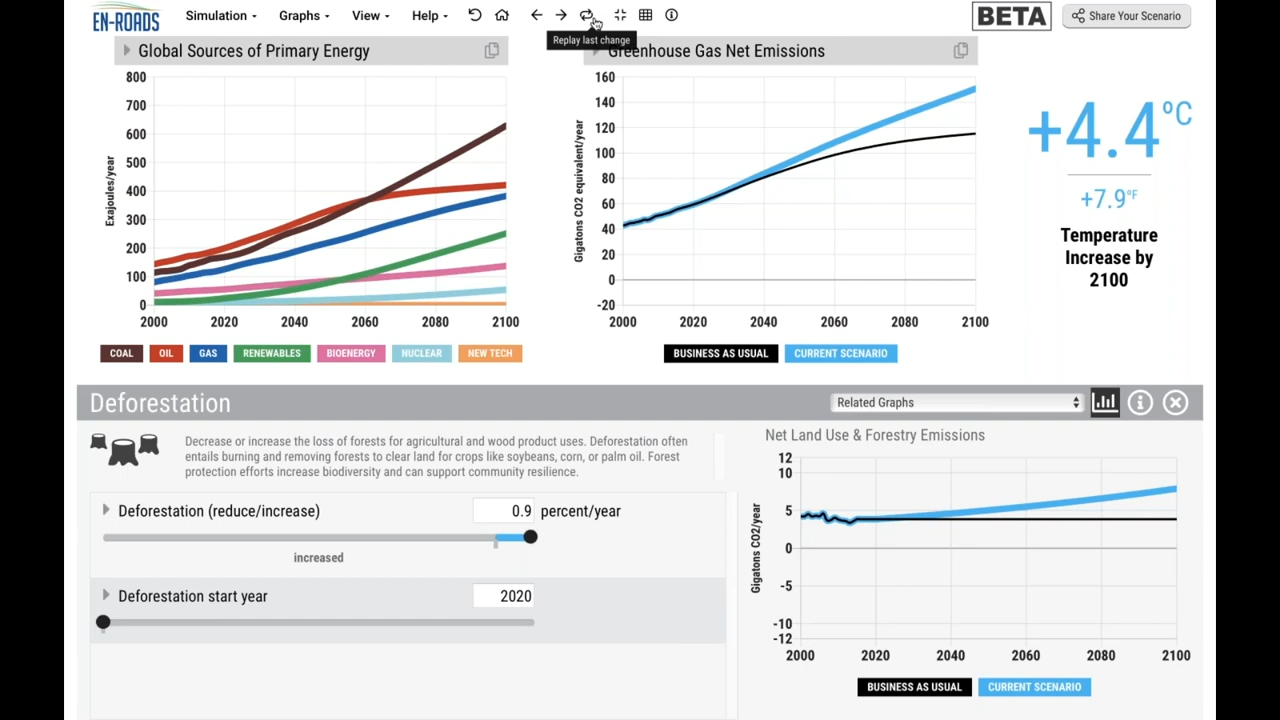 EN-ROADS
Simulation
Graphs
View
Help
BETA
Share Your Scenario
Replay last change
Global Sources of Primary Energy
800
700
600
500
400
300
200
100
0
Exajoules/year
2000 2020 2040 2060 2080 2100
COAL OIL GAS RENEWABLES BIOENERGY NUCLEAR NEW TECH
Greenhouse Gas Net Emissions
160
140
120
100
80
60
40
20
0
-20
Gigatons CO2 equivalent/year
2000 2020 2040 2060 2080 2100
BUSINESS AS USUAL CURRENT SCENARIO
+4.4°C
+7.9°F
Temperature
Increase by
2100
Deforestation
Related Graphs
Decrease or increase the loss of forests for agricultural and wood product uses. Deforestation often
entails burning and removing forests to clear land for crops like soybeans, corn, or palm oil. Forest
protection efforts increase biodiversity and can support community resilience.
Deforestation (reduce/increase) 0.9 percent/year
increased
Deforestation start year 2020
Net Land Use & Forestry Emissions
12
10
5
0
-5
-10
-12
Gigatons CO2/year
2000 2020 2040 2060 2080 2100
BUSINESS AS USUAL CURRENT SCENARIO